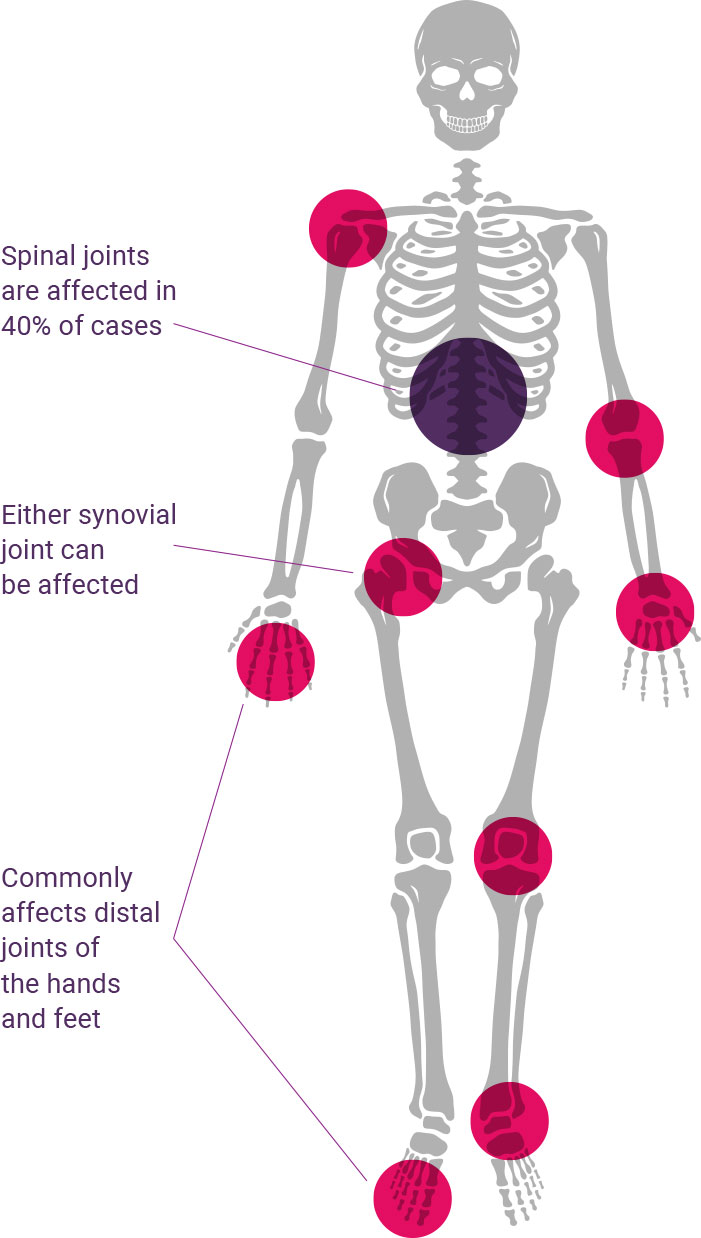 Spinal joints
are affected in
40% of cases
Either synovial
joint can
be affected
Commonly
affects distal
joints of
the hands
and feet